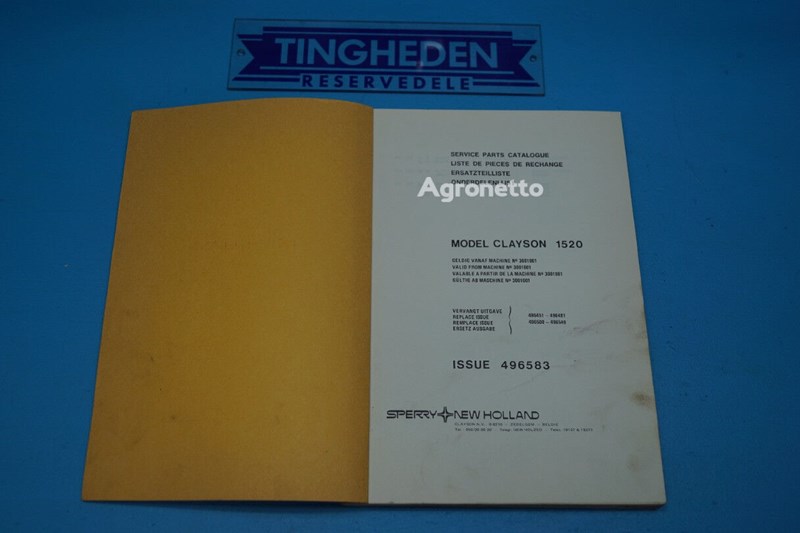 TINGHEDEN
RESERVEDELE
SERVICE PARTS CATALOGUE
LISTE DE PIECES DE RECHANGE
ERSATZTEILLISTE
ONDERDELENLIJST
Agronetto
MODEL CLAYSON 1520
GELDIG VANAF MACHINE Nº 3001001
VALID FROM MACHINE Nº 3001001
VALABLE A PARTIR DE LA MACHINE Nº 3001001
GÜLTIG AB MASCHINE Nº 3001001
VERVANGT UITGAVE
REPLACE ISSUE
REMPLACE ISSUE
ERSETZ AUSGABE
ISSUE 496583
SPERRY NEW HOLLAND